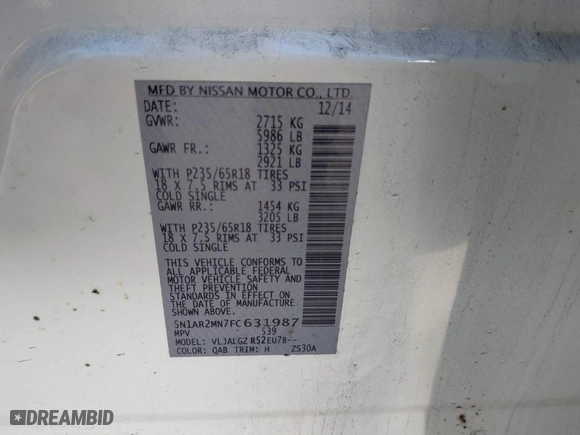 MFD BY NISSAN MOTOR CO., LTD.
DATE: 12/14
GVWR: 2715 KG
5986 LB
GAWR FR.: 1325 KG
2921 LB
WITH P235/65R18 TIRES
18 X 7.5 RIMS AT 33 PSI
COLD SINGLE
GAWR RR.: 1454 KG
3205 LB
WITH P235/65R18 TIRES
18 X 7.5 RIMS AT 33 PSI
COLD SINGLE
THIS VEHICLE CONFORMS TO
ALL APPLICABLE FEDERAL
MOTOR VEHICLE SAFETY AND
THEFT PREVENTION
STANDARDS IN EFFECT ON
THE DATE OF MANUFACTURE
SHOWN ABOVE.
5N1AR2MN7FC631987
MPV 539
MODEL: VLJALGZ R52EU7B--
COLOR: QAB TRIM: H ZS30A
DREAMBID